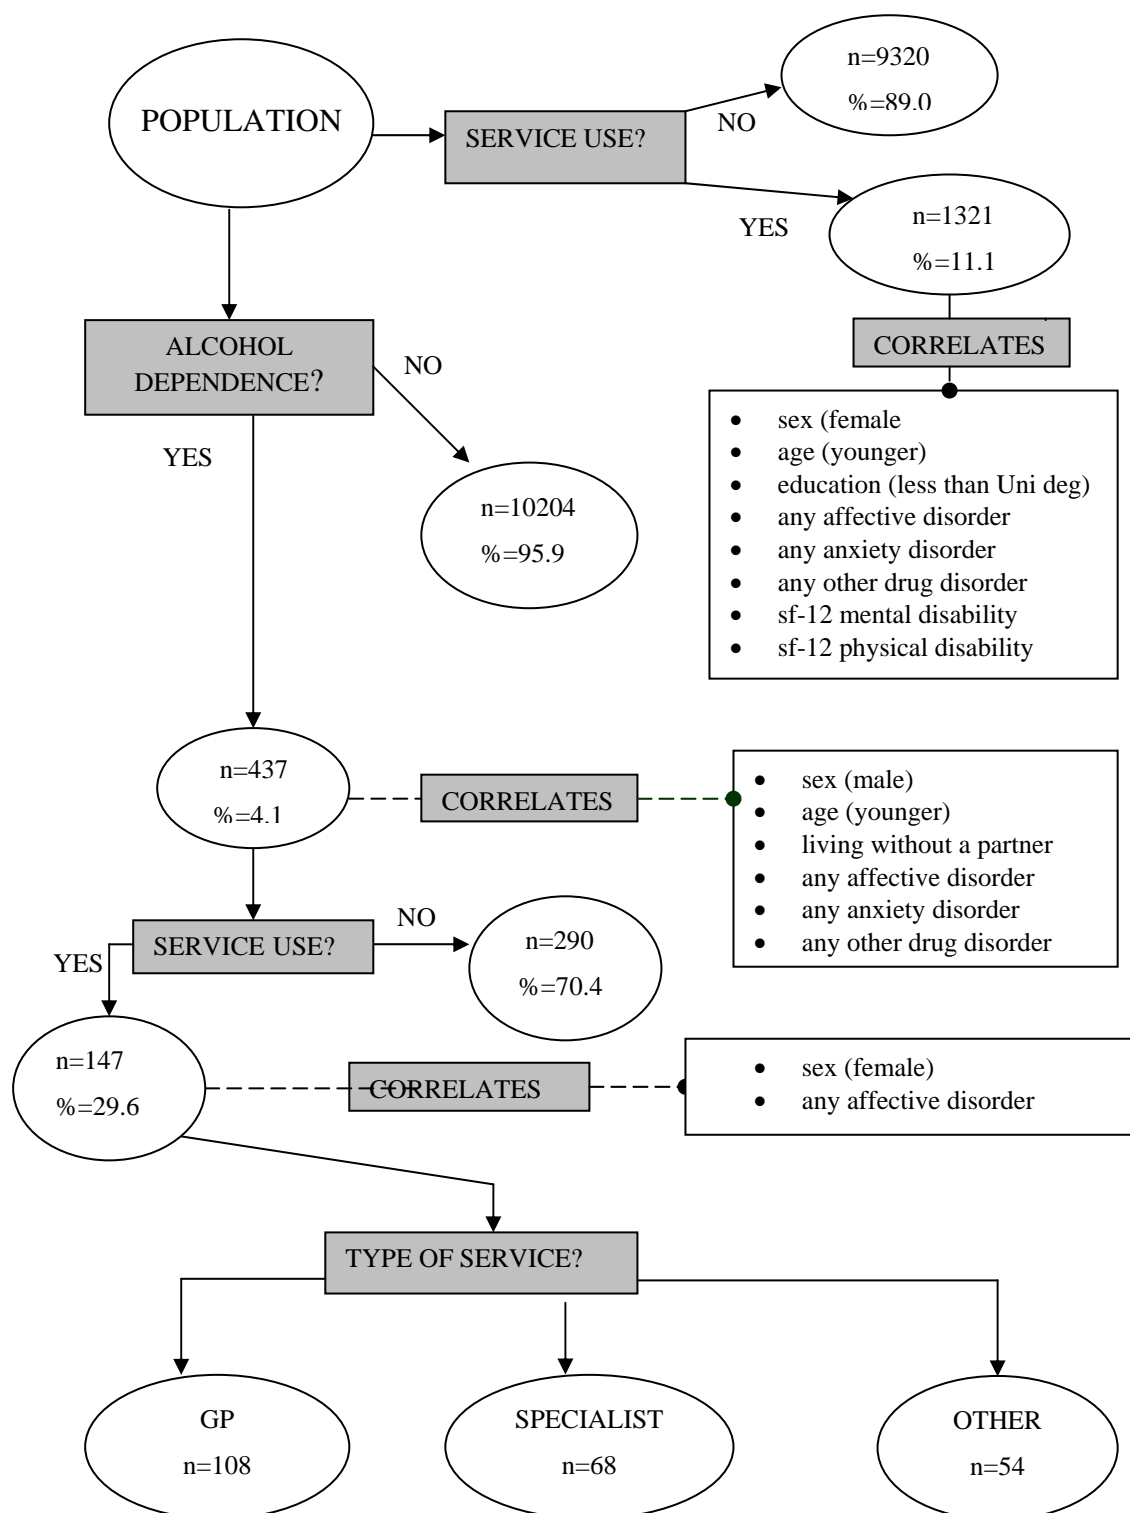 POPULATION
SERVICE USE?
NO
n=9320
%=89.0
YES
n=1321
%=11.1
CORRELATES
• sex (female
• age (younger)
• education (less than Uni deg)
• any affective disorder
• any anxiety disorder
• any other drug disorder
• sf-12 mental disability
• sf-12 physical disability
ALCOHOL
DEPENDENCE?
NO
n=10204
%=95.9
YES
n=437
%=4.1
CORRELATES
• sex (male)
• age (younger)
• living without a partner
• any affective disorder
• any anxiety disorder
• any other drug disorder
SERVICE USE?
NO
n=290
%=70.4
YES
n=147
%=29.6
CORRELATES
• sex (female)
• any affective disorder
TYPE OF SERVICE?
GP
n=108
SPECIALIST
n=68
OTHER
n=54